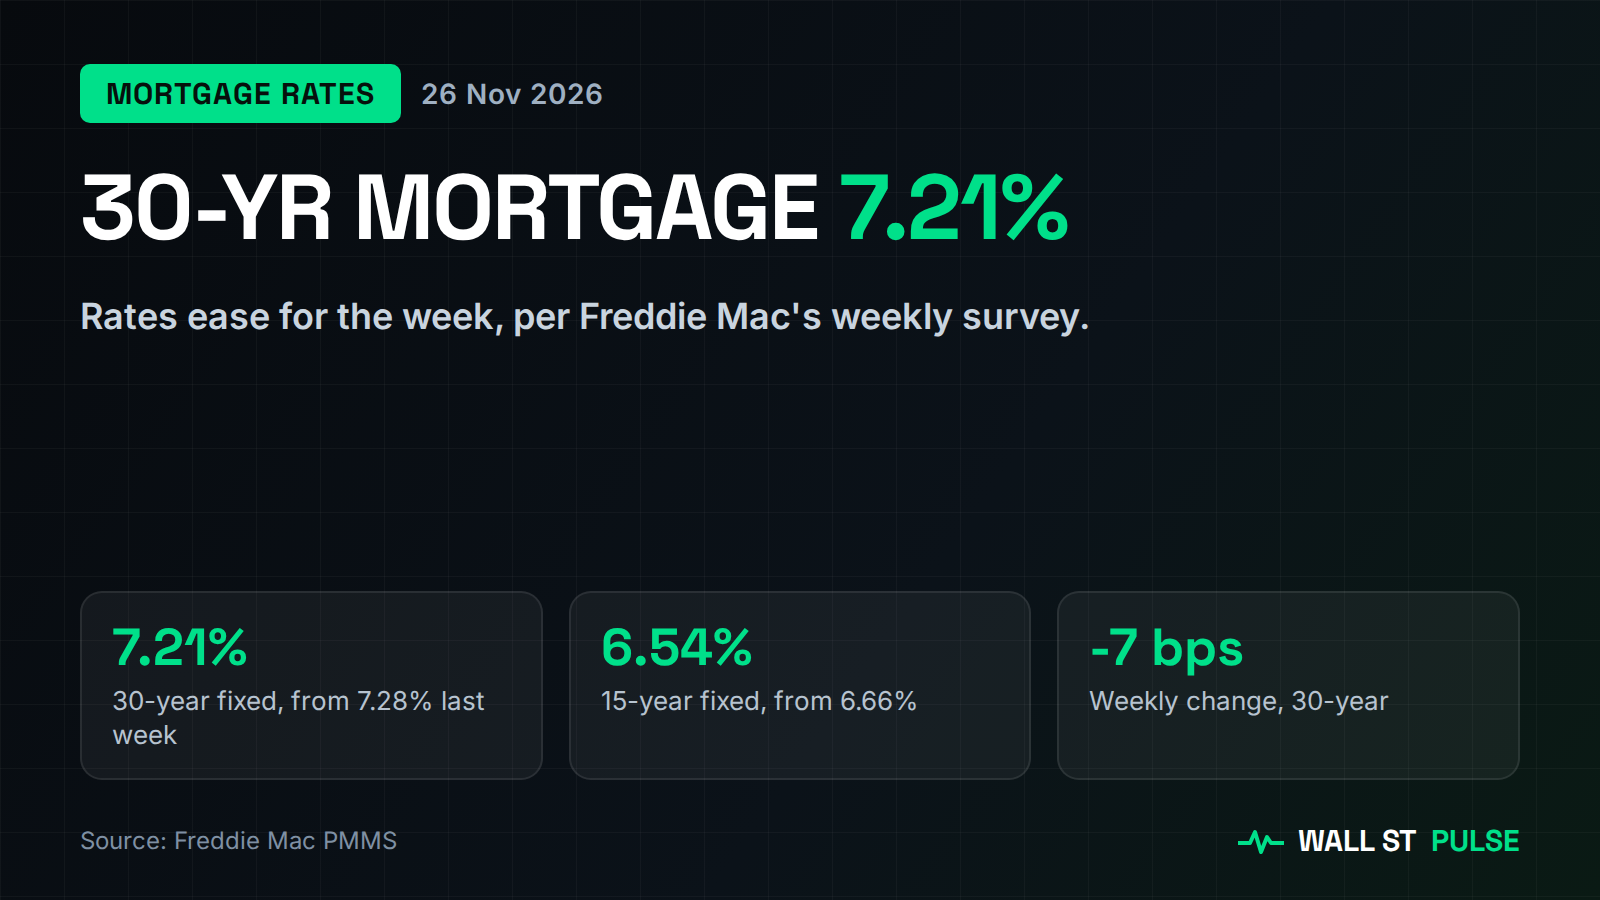 MORTGAGE RATES
26 Nov 2026
30-YR MORTGAGE 7.21%
Rates ease for the week, per Freddie Mac's weekly survey.
7.21%
30-year fixed, from 7.28% last
week
6.54%
15-year fixed, from 6.66%
-7 bps
Weekly change, 30-year
Source: Freddie Mac PMMS
WALL ST PULSE